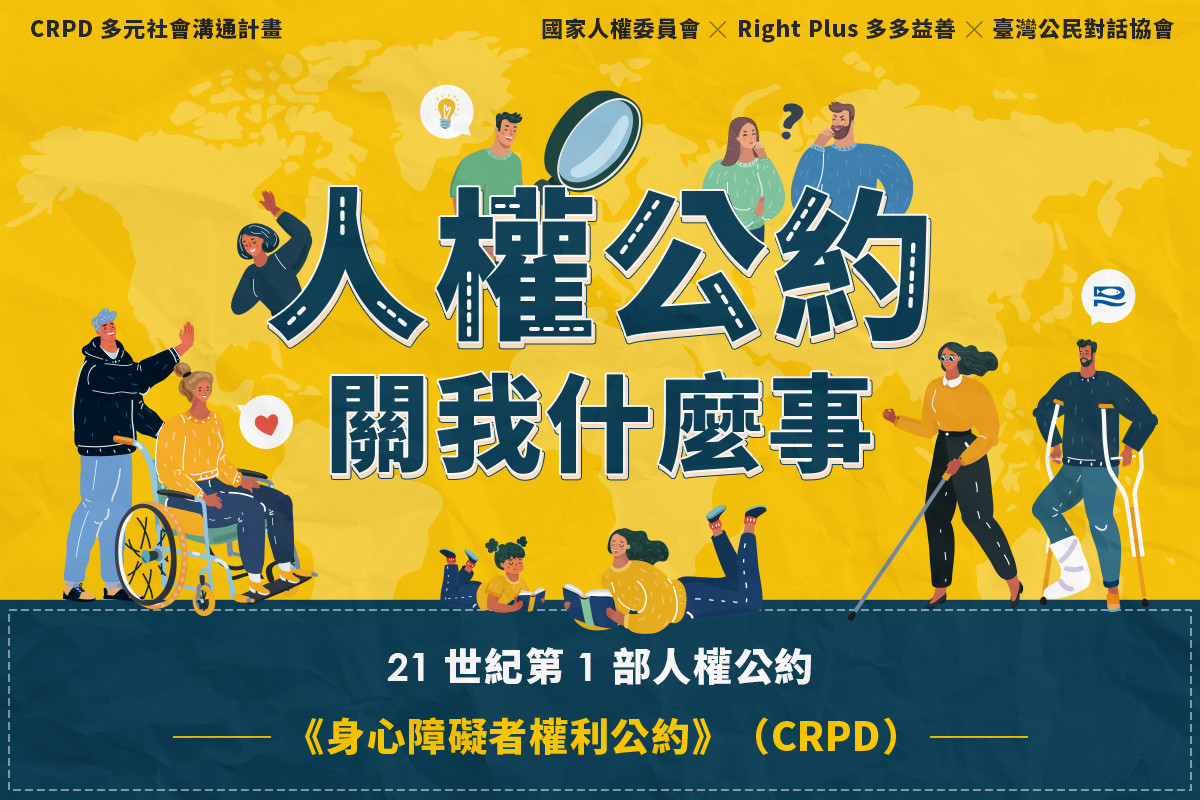 CRPD 多元社會溝通計畫
國家人權委員會 × Right Plus 多多益善 × 臺灣公民對話協會
?
人權公約
關我什麼事
21 世紀第 1 部人權公約
《身心障礙者權利公約》（CRPD）